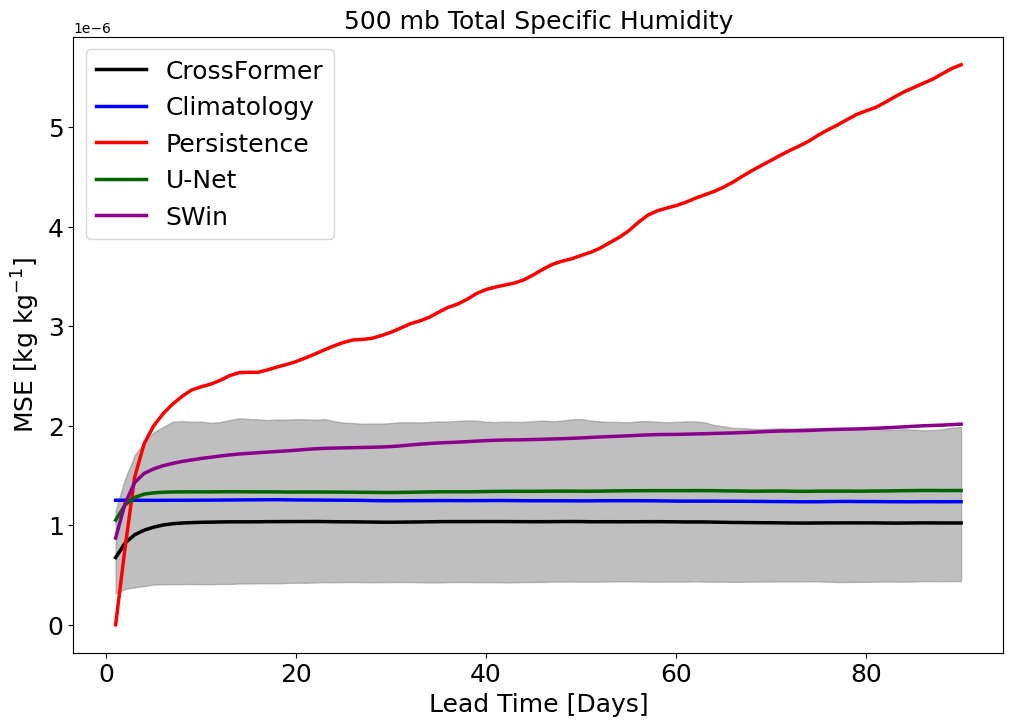 500 mb Total Specific Humidity
1e−6
CrossFormer
Climatology
Persistence
U-Net
SWin
5
4
3
2
1
0
MSE [kg kg⁻¹]
0 20 40 60 80
Lead Time [Days]